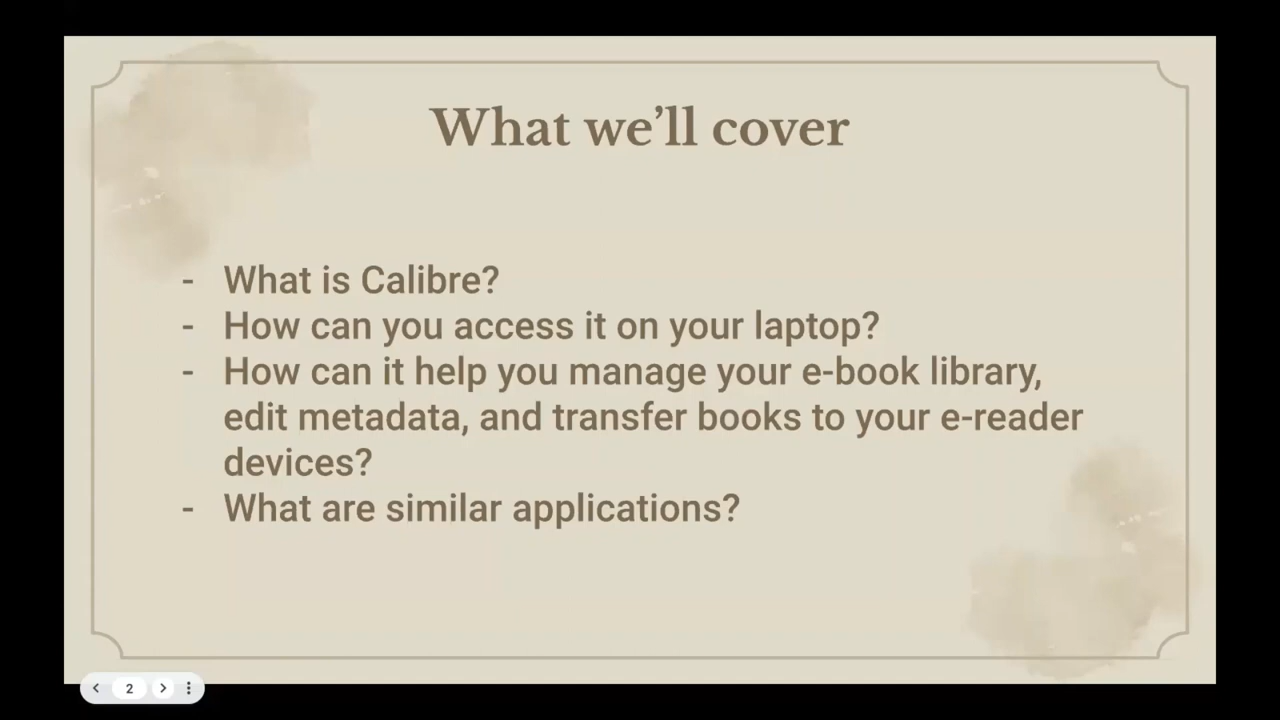 What we’ll cover
- What is Calibre?
- How can you access it on your laptop?
- How can it help you manage your e-book library,
edit metadata, and transfer books to your e-reader
devices?
- What are similar applications?
2